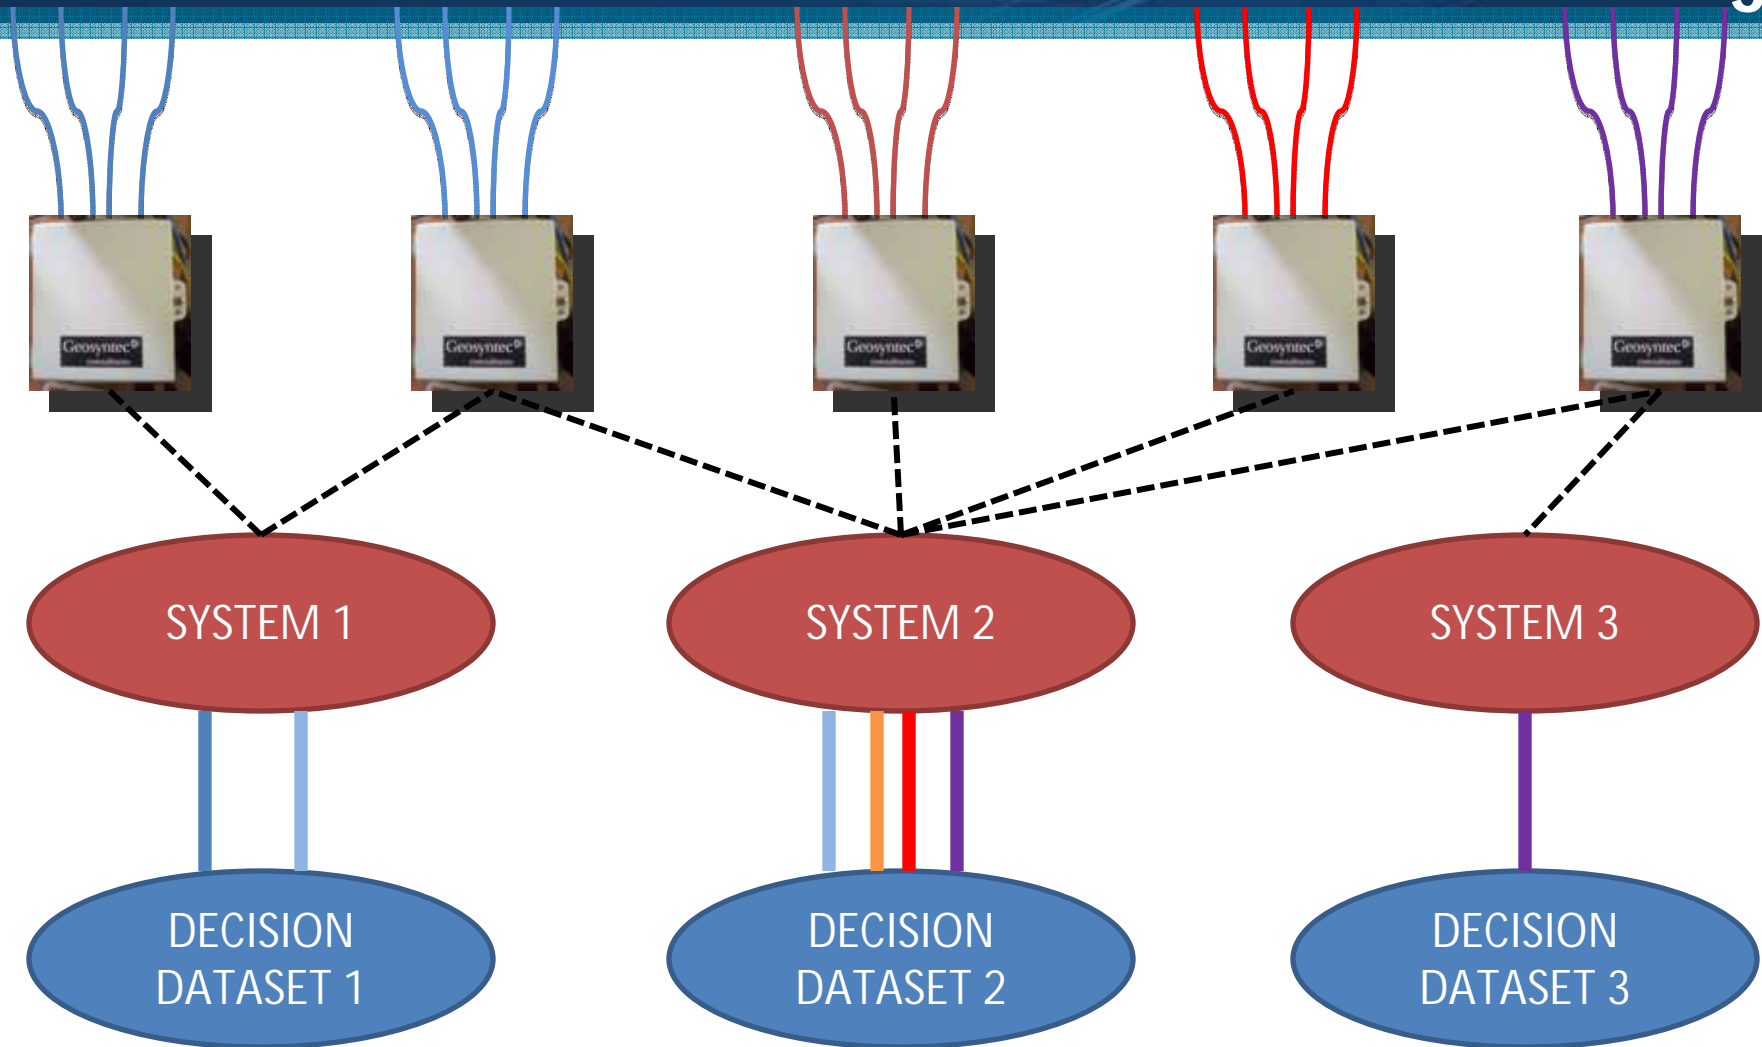 Geosyntec
Geosyntec
Geosyntec
Geosyntec
Geosyntec
SYSTEM 1
SYSTEM 2
SYSTEM 3
DECISION
DATASET 1
DECISION
DATASET 2
DECISION
DATASET 3